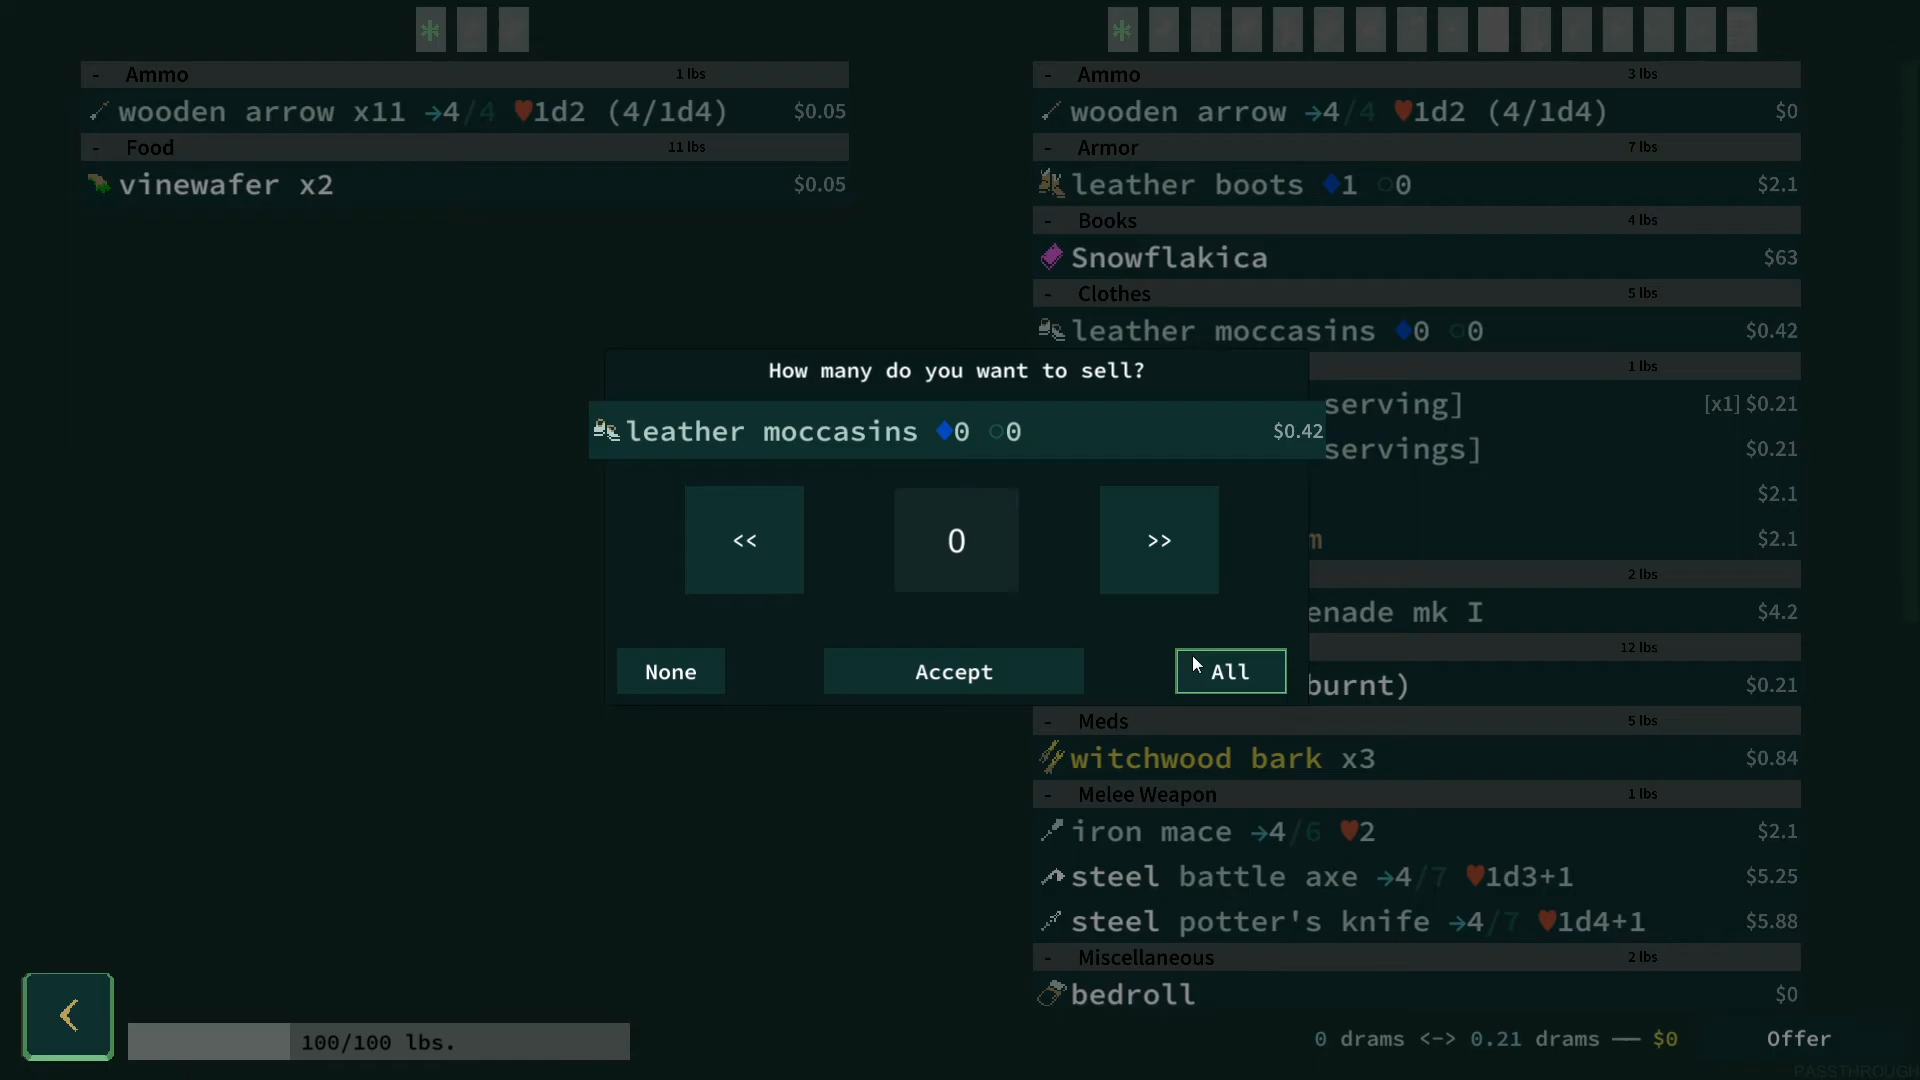 - Ammo 1 lbs
wooden arrow x11 →4/4 ♥1d2 (4/1d4) $0.05
- Food 11 lbs
vinewafer x2 $0.05
- Ammo 3 lbs
wooden arrow →4/4 ♥1d2 (4/1d4) $0
- Armor 7 lbs
leather boots ♦1 ○0 $2.1
- Books 4 lbs
Snowflakica $63
- Clothes 5 lbs
leather moccasins ♦0 ○0 $0.42
1 lbs
serving] [x1] $0.21
servings] $0.21
$2.1
m $2.1
2 lbs
enade mk I $4.2
12 lbs
burnt) $0.21
- Meds 5 lbs
witchwood bark x3 $0.84
- Melee Weapon 1 lbs
iron mace →4/6 ♥2 $2.1
steel battle axe →4/7 ♥1d3+1 $5.25
steel potter's knife →4/7 ♥1d4+1 $5.88
- Miscellaneous 2 lbs
bedroll $0
How many do you want to sell?
leather moccasins ♦0 ○0 $0.42
<< 0 >>
None Accept All
100/100 lbs.
0 drams <-> 0.21 drams — $0 Offer
PASSTHROUGH